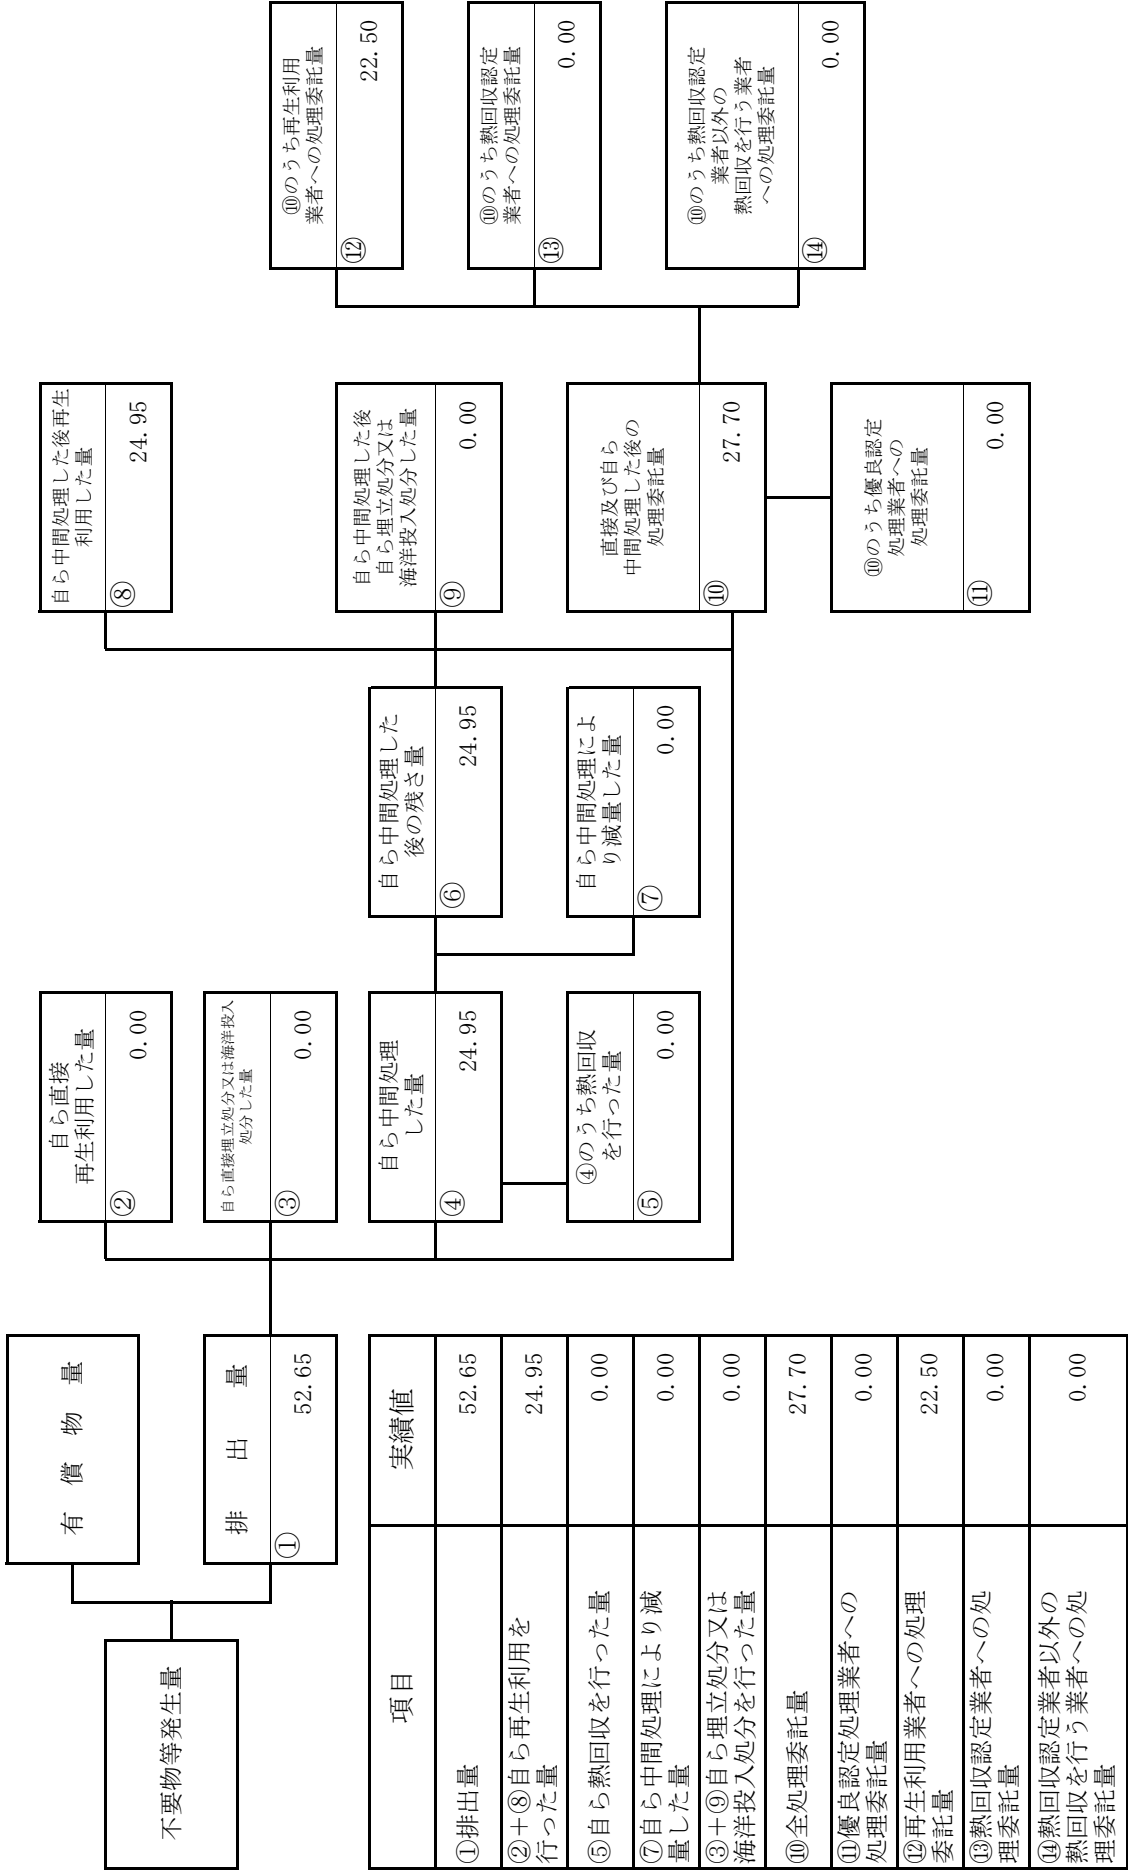 不要物等発生量
有償物量
排出量
①
52.65
自ら直接
再生利用した量
②
0.00
自ら直接埋立処分又は海洋投入
処分した量
③
0.00
自ら中間処理
した量
④
24.95
④のうち熱回収
を行った量
⑤
0.00
自ら中間処理した
後の残さ量
⑥
24.95
自ら中間処理によ
り減量した量
⑦
0.00
自ら中間処理した後再生
利用した量
⑧
24.95
自ら中間処理した後
自ら埋立処分又は
海洋投入処分した量
⑨
0.00
直接及び自ら
中間処理した後の
処理委託量
⑩
27.70
⑩のうち優良認定
処理業者への
処理委託量
⑪
0.00
⑩のうち再生利用
業者への処理委託量
⑫
22.50
⑩のうち熱回収認定
業者への処理委託量
⑬
0.00
⑩のうち熱回収認定
業者以外の
熱回収を行う業者
への処理委託量
⑭
0.00
項目
実績値
①排出量
52.65
②+⑧自ら再生利用を
行った量
24.95
⑤自ら熱回収を行った量
0.00
⑦自ら中間処理により減
量した量
0.00
③+⑨自ら埋立処分又は
海洋投入処分を行った量
0.00
⑩全処理委託量
27.70
⑪優良認定処理業者への
処理委託量
0.00
⑫再生利用業者への処理
委託量
22.50
⑬熱回収認定業者への処
理委託量
0.00
⑭熱回収認定業者以外の
熱回収を行う業者への処
理委託量
0.00